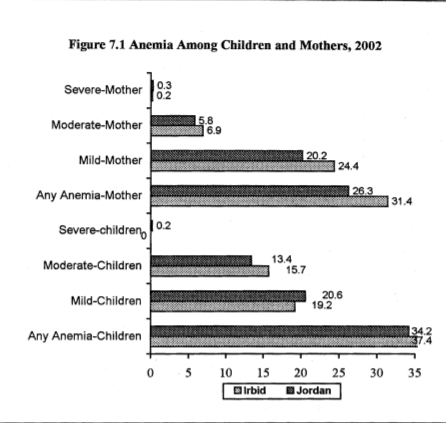 Figure 7.1 Anemia Among Children and Mothers, 2002
Severe-Mother 0.3
0.2
Moderate-Mother 5.8
6.9
Mild-Mother 20.2
24.4
Any Anemia-Mother 26.3
31.4
Severe-children 0.2
0
Moderate-Children 13.4
15.7
Mild-Children 20.6
19.2
Any Anemia-Children 34.2
37.4
0 5 10 15 20 25 30 35
Irbid Jordan